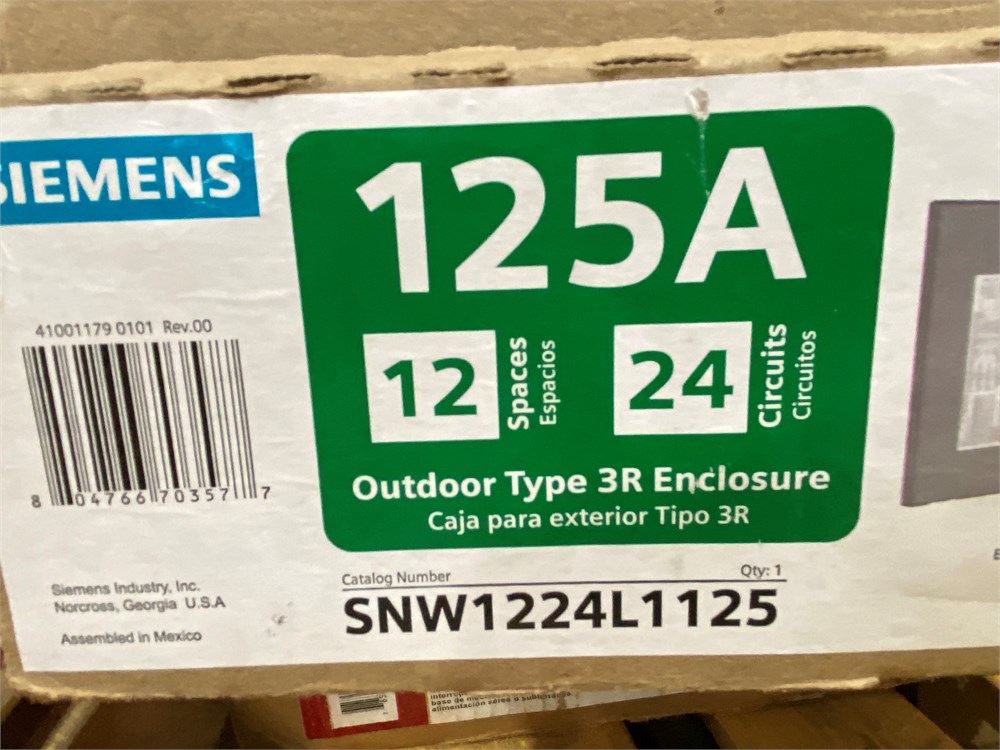 SIEMENS
125A
12 Spaces Espacios
24 Circuits Circuitos
Outdoor Type 3R Enclosure
Caja para exterior Tipo 3R
41001179 0101 Rev.00
8 04766 70357 7
Siemens Industry, Inc.
Norcross, Georgia U.S.A
Assembled in Mexico
Catalog Number Qty: 1
SNW1224L1125
alimentación aérea o